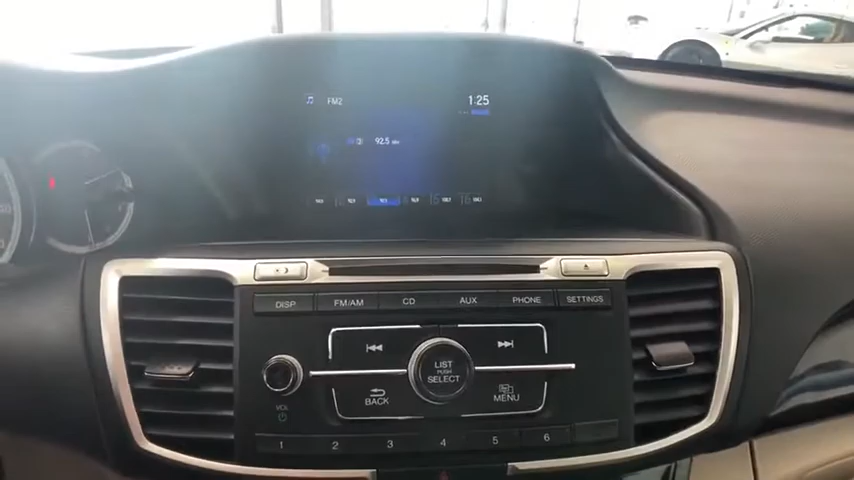 FM2
1:25
92.5
DISP
FM/AM
CD
AUX
PHONE
SETTINGS
LIST
PUSH
SELECT
BACK
MENU
VOL
1
2
3
4
5
6